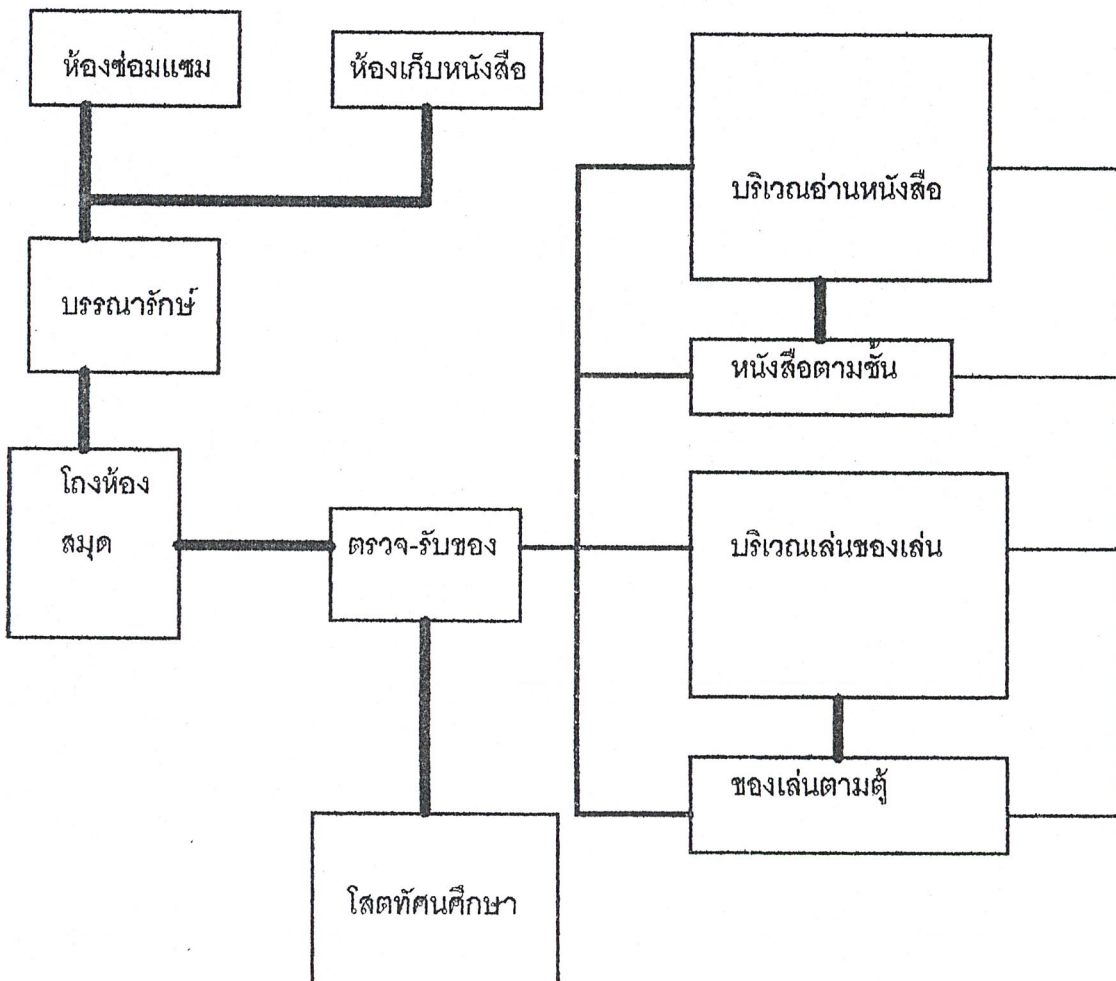 ห้องซ่อมแซม
ห้องเก็บหนังสือ
บริเวณอ่านหนังสือ
บรรณารักษ์
หนังสือตามชั้น
โถงห้อง
สมุด
ตรวจ-รับของ
บริเวณเล่นของเล่น
ของเล่นตามตู้
โสตทัศนศึกษา